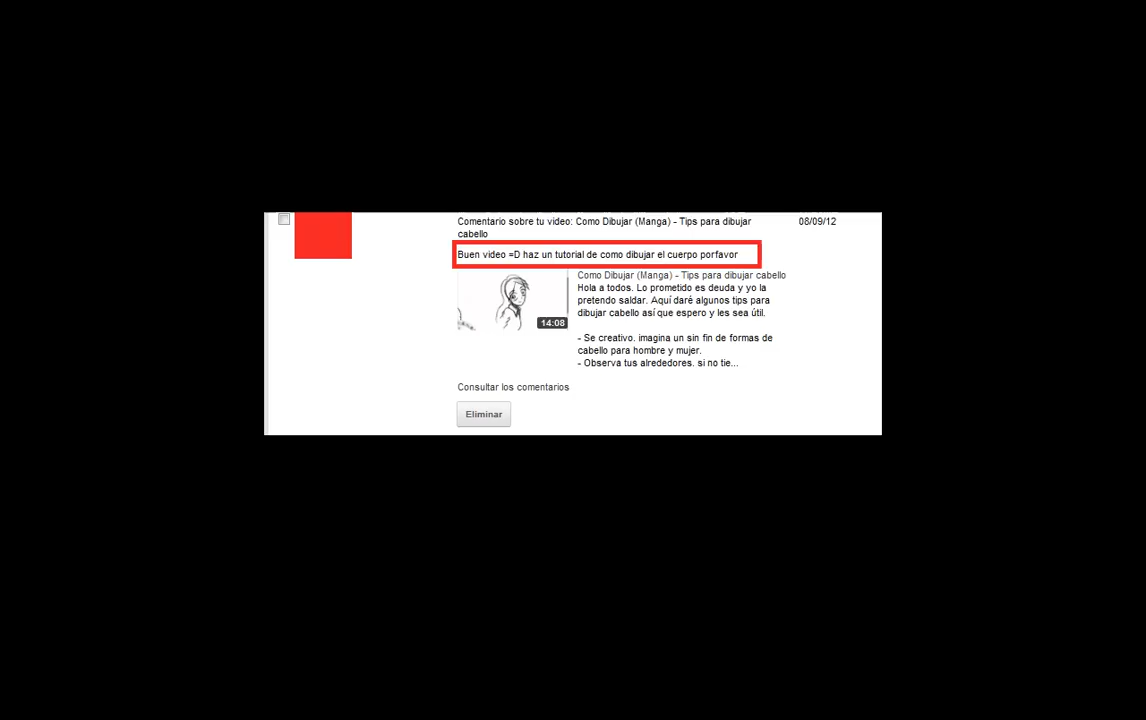 Comentario sobre tu video: Como Dibujar (Manga) - Tips para dibujar
cabello
08/09/12
Buen video =D haz un tutorial de como dibujar el cuerpo porfavor
14:08
Como Dibujar (Manga) - Tips para dibujar cabello
Hola a todos. Lo prometido es deuda y yo la
pretendo saldar. Aquí daré algunos tips para
dibujar cabello así que espero y les sea útil.
- Se creativo. imagina un sin fin de formas de
cabello para hombre y mujer.
- Observa tus alrededores. si no tie...
Consultar los comentarios
Eliminar